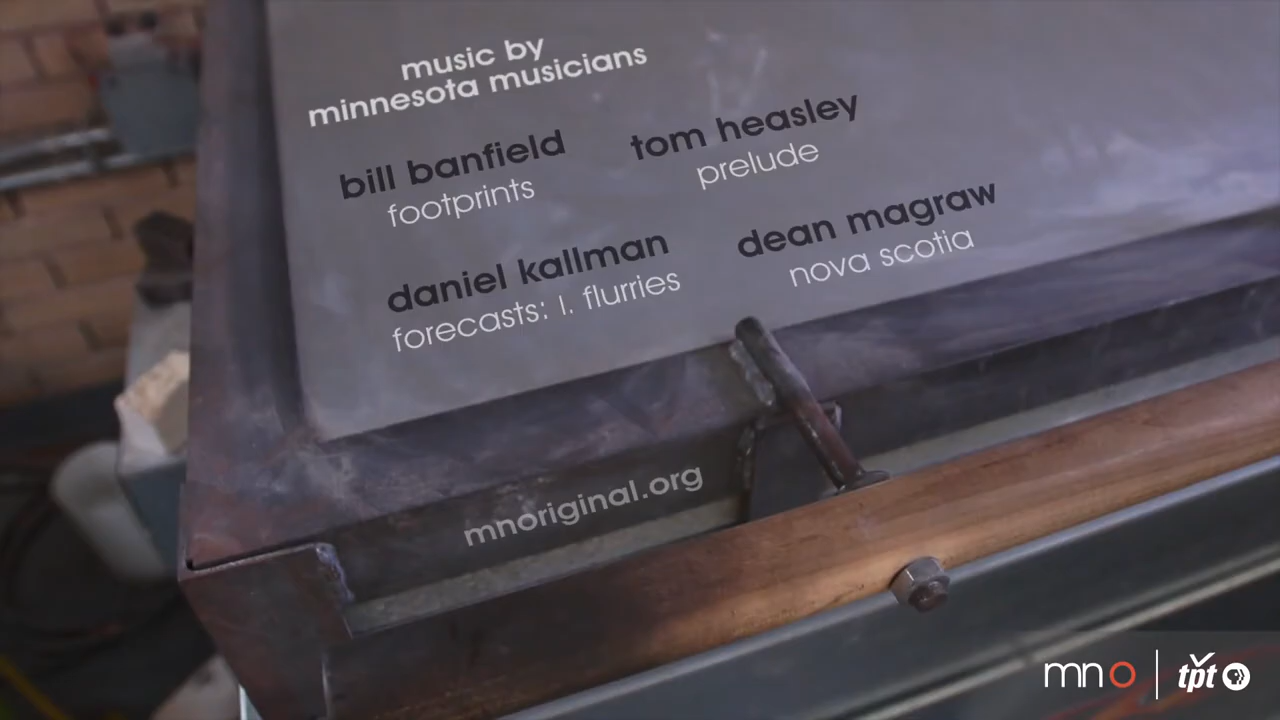 music by
minnesota musicians
bill banfield
footprints
tom heasley
prelude
daniel kallman
forecasts: I. flurries
dean magraw
nova scotia
mnoriginal.org
mno | tpt